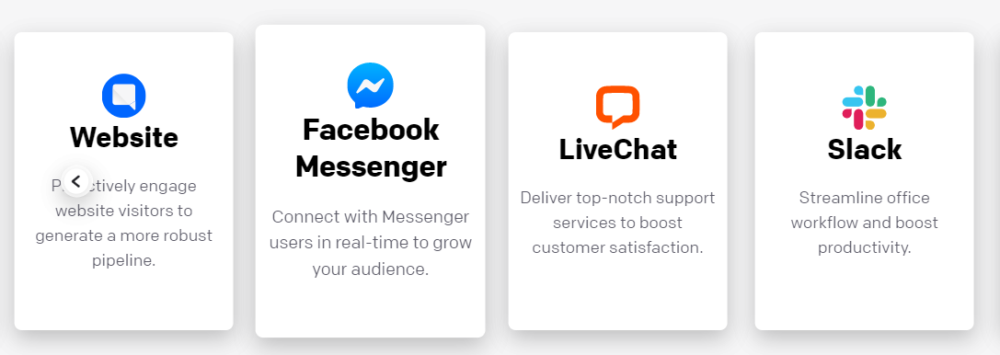 Website
engage
website visitors to
generate a more robust
pipeline.
Facebook
Messenger
Connect with Messenger
users in real-time to grow
your audience.
LiveChat
Deliver top-notch support
services to boost
customer satisfaction.
Slack
Streamline office
workflow and boost
productivity.